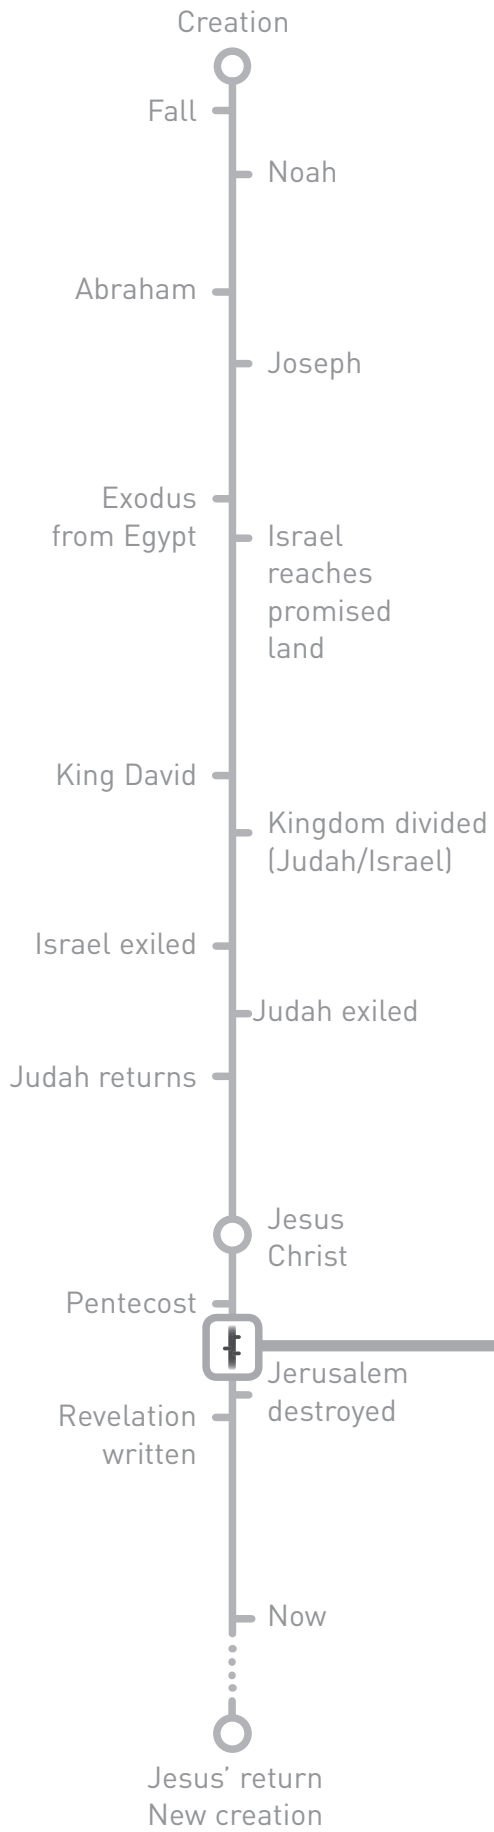 Creation
Fall
Noah
Abraham
Joseph
Exodus
from Egypt
Israel
reaches
promised
land
King David
Kingdom divided
(Judah/Israel)
Israel exiled
Judah exiled
Judah returns
Jesus
Christ
Pentecost
Jerusalem
destroyed
Revelation
written
Now
Jesus’ return
New creation